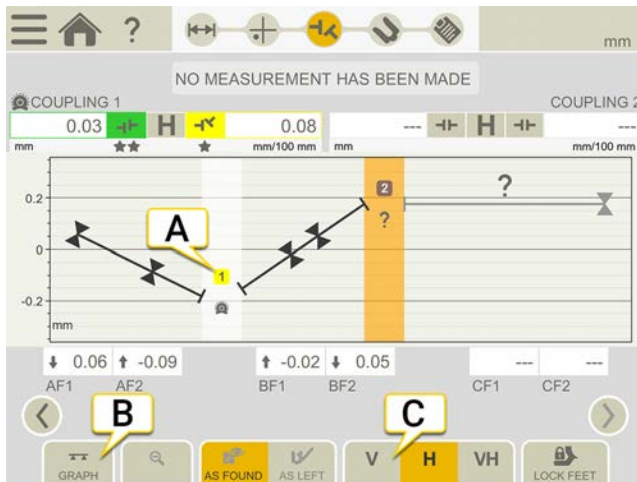 ?
mm
NO MEASUREMENT HAS BEEN MADE
COUPLING 1 COUPLING 2
0.03 H 0.08 --- H ---
mm mm/100 mm mm mm/100 mm
0.2
2
?
?
A
0
1
-0.2
mm
0.06 -0.09 -0.02 0.05 --- ---
AF1 AF2 BF1 BF2 CF1 CF2
B C
GRAPH AS FOUND AS LEFT V H VH LOCK FEET